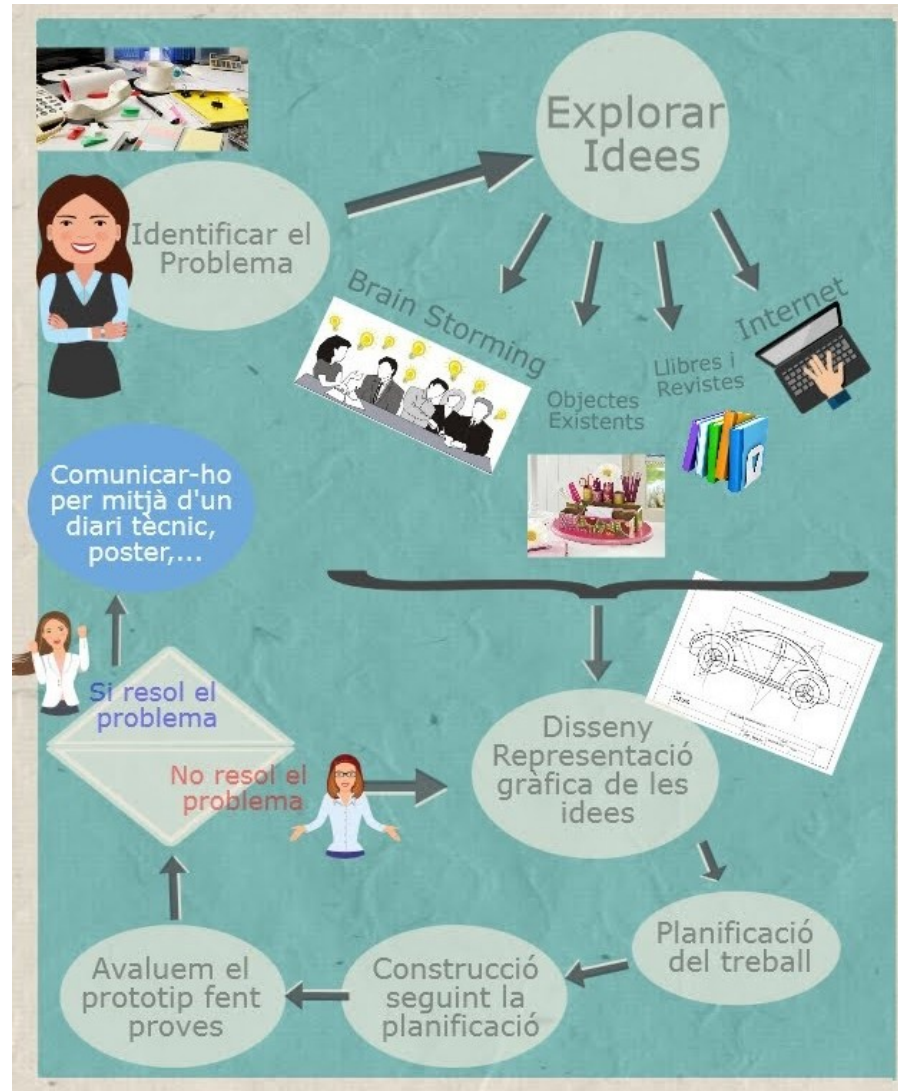 Explorar
Idees
Identificar el
Problema
Brain Storming
Objectes
Existents
Llibres i
Revistes
Internet
Comunicar-ho
per mitjà d'un
diari tècnic,
poster,...
Si resol el
problema
No resol el
problema
Disseny
Representació
gràfica de les
idees
Planificació
del treball
Construcció
seguint la
planificació
Avaluem el
prototip fent
proves